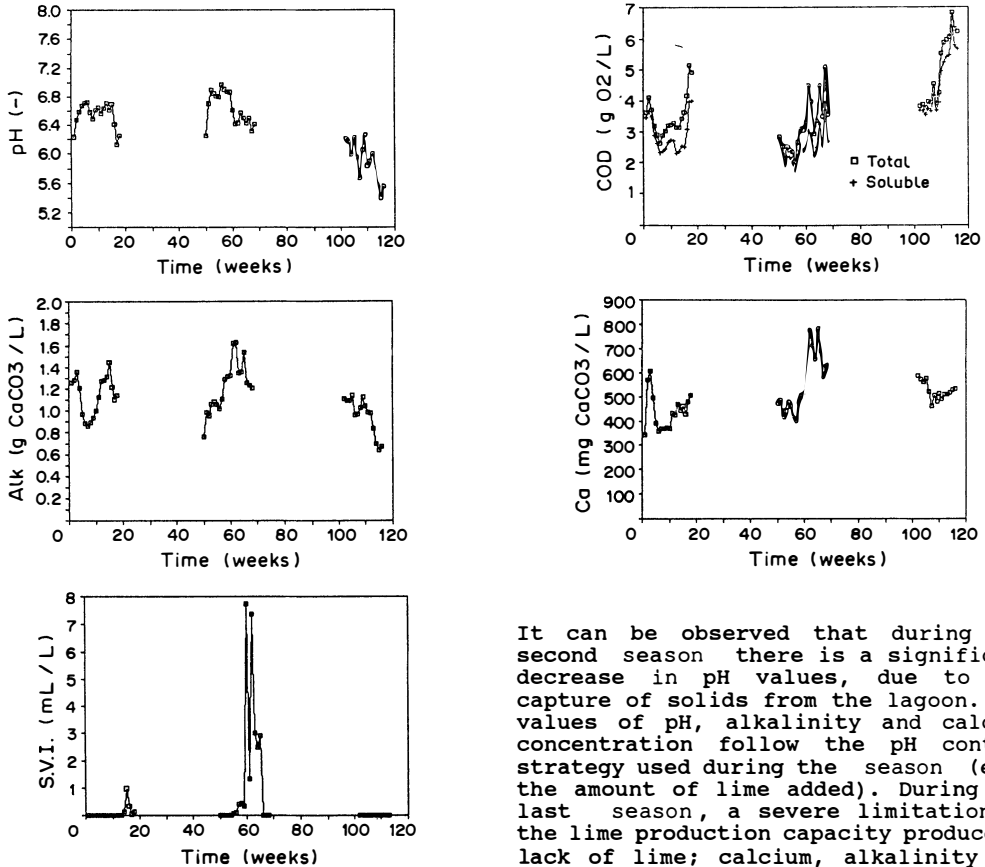 8.0
7.6
7.2
6.8
6.4
6.0
5.6
5.2
pH (-)
0 20 40 60 80 100 120
Time (weeks)
7
6
5
4
3
2
1
COD (g O2/L)
Total
Soluble
0 20 40 60 80 100 120
Time (weeks)
2.0
1.8
1.6
1.4
1.2
1.0
0.8
0.6
0.4
0.2
Alk (g CaCO3/L)
0 20 40 60 80 100 120
Time (weeks)
900
800
700
600
500
400
300
200
100
Ca (mg CaCO3/L)
0 20 40 60 80 100 120
Time (weeks)
8
7
6
5
4
3
2
1
S.V.I. (mL/L)
0 20 40 60 80 100 120
Time (weeks)
It can be observed that during
second season there is a signific
decrease in pH values, due to
capture of solids from the lagoon.
values of pH, alkalinity and calc
concentration follow the pH cont
strategy used during the season (e
the amount of lime added). During
last season, a severe limitation
the lime production capacity produce
lack of lime; calcium, alkalinity